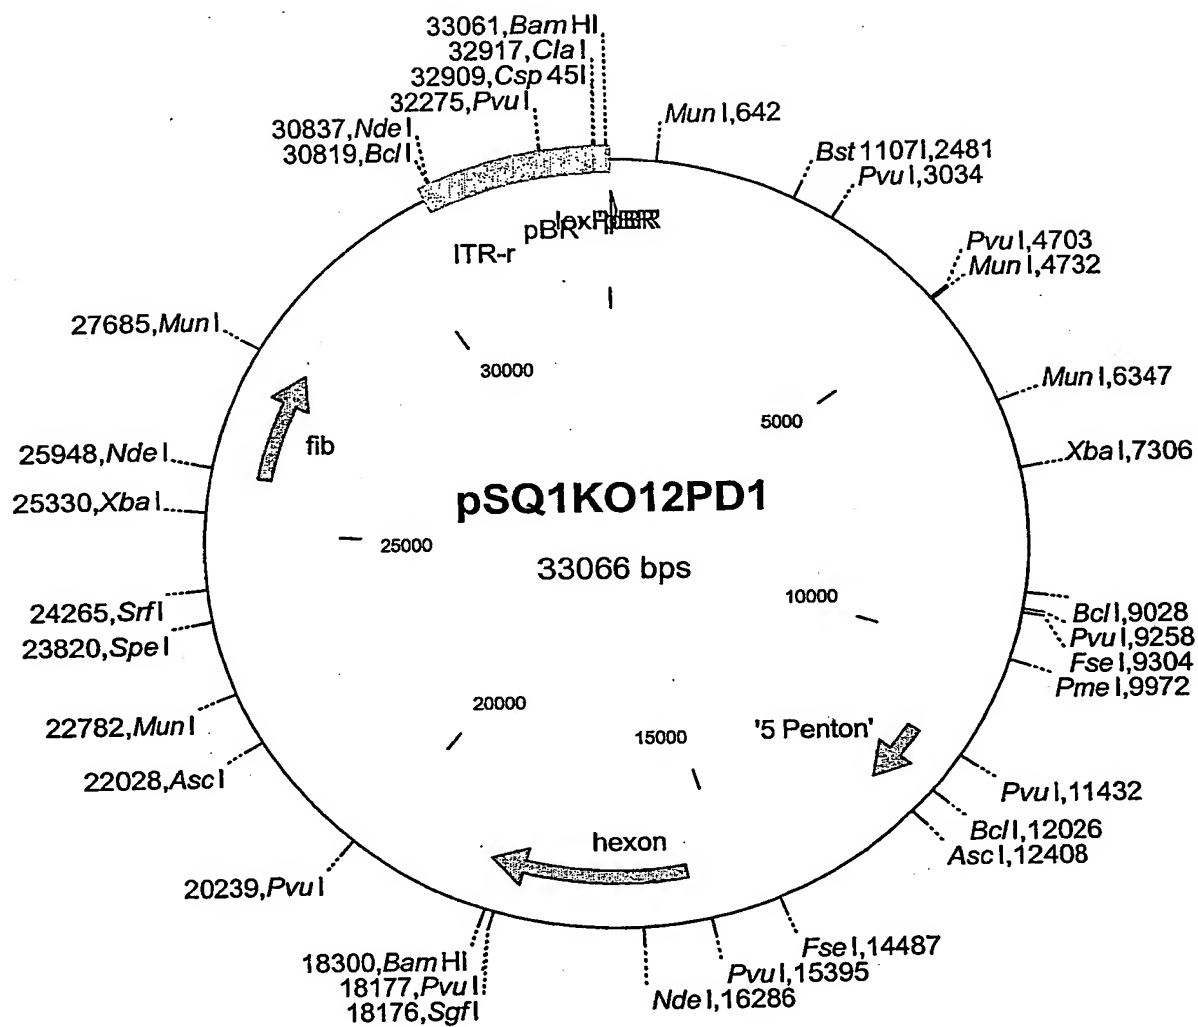 33061,BamHI
32917,ClaI
32909,Csp45I
32275,PvuI
30837,NdeI
30819,BclI
MunI,642
Bst1107I,2481
PvuI,3034
PvuI,4703
MunI,4732
MunI,6347
XbaI,7306
BclI,9028
PvuI,9258
FseI,9304
PmeI,9972
PvuI,11432
BclI,12026
AscI,12408
FseI,14487
PvuI,15395
NdeI,16286
18300,BamHI
18177,PvuI
18176,SgfI
20239,PvuI
22028,AscI
22782,MunI
23820,SpeI
24265,SrfI
25330,XbaI
25948,NdeI
27685,MunI
ITR-r
pBR
fib
hexon
'5 Penton'
30000
5000
25000
10000
20000
15000
pSQ1KO12PD1
33066 bps